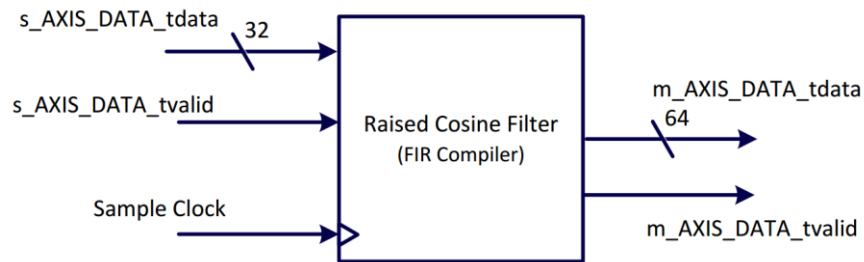 s_AXIS_DATA_tdata
32
s_AXIS_DATA_tvalid
Sample Clock
Raised Cosine Filter
(FIR Compiler)
m_AXIS_DATA_tdata
64
m_AXIS_DATA_tvalid